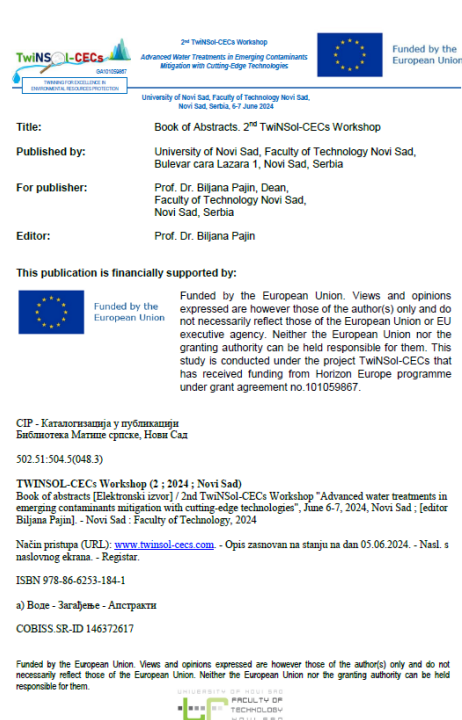 TwiNSol-CECs
GA101059867
TWINNING FOR EXCELLENCE IN
ENVIRONMENTAL RESOURCES PROTECTION
2nd TwiNSol-CECs Workshop
Advanced Water Treatments in Emerging Contaminants
Mitigation with Cutting-Edge Technologies
Funded by the
European Union
University of Novi Sad, Faculty of Technology Novi Sad,
Novi Sad, Serbia, 6-7 June 2024
Title: Book of Abstracts. 2nd TwiNSol-CECs Workshop
Published by: University of Novi Sad, Faculty of Technology Novi Sad,
Bulevar cara Lazara 1, Novi Sad, Serbia
For publisher: Prof. Dr. Biljana Pajin, Dean,
Faculty of Technology Novi Sad,
Novi Sad, Serbia
Editor: Prof. Dr. Biljana Pajin
This publication is financially supported by:
Funded by the
European Union
Funded by the European Union. Views and opinions
expressed are however those of the author(s) only and do
not necessarily reflect those of the European Union or EU
executive agency. Neither the European Union nor the
granting authority can be held responsible for them. This
study is conducted under the project TwiNSol-CECs that
has received funding from Horizon Europe programme
under grant agreement no.101059867.
CIP - Каталогизација у публикацији
Библиотека Матице српске, Нови Сад
502.51:504.5(048.3)
TWINSOL-CECs Workshop (2 ; 2024 ; Novi Sad)
Book of abstracts [Elektronski izvor] / 2nd TwiNSol-CECs Workshop "Advanced water treatments in
emerging contaminants mitigation with cutting-edge technologies", June 6-7, 2024, Novi Sad ; [editor
Biljana Pajin]. - Novi Sad : Faculty of Technology, 2024
Način pristupa (URL): www.twinsol-cecs.com. - Opis zasnovan na stanju na dan 05.06.2024. - Nasl. s
naslovnog ekrana. - Registar.
ISBN 978-86-6253-184-1
а) Воде - Загађење - Апстракти
COBISS.SR-ID 146372617
Funded by the European Union. Views and opinions expressed are however those of the author(s) only and do not
necessarily reflect those of the European Union. Neither the European Union nor the granting authority can be held
responsible for them.
UNIVERSITY OF NOVI SAD
FACULTY OF
TECHNOLOGY
NOVI SAD